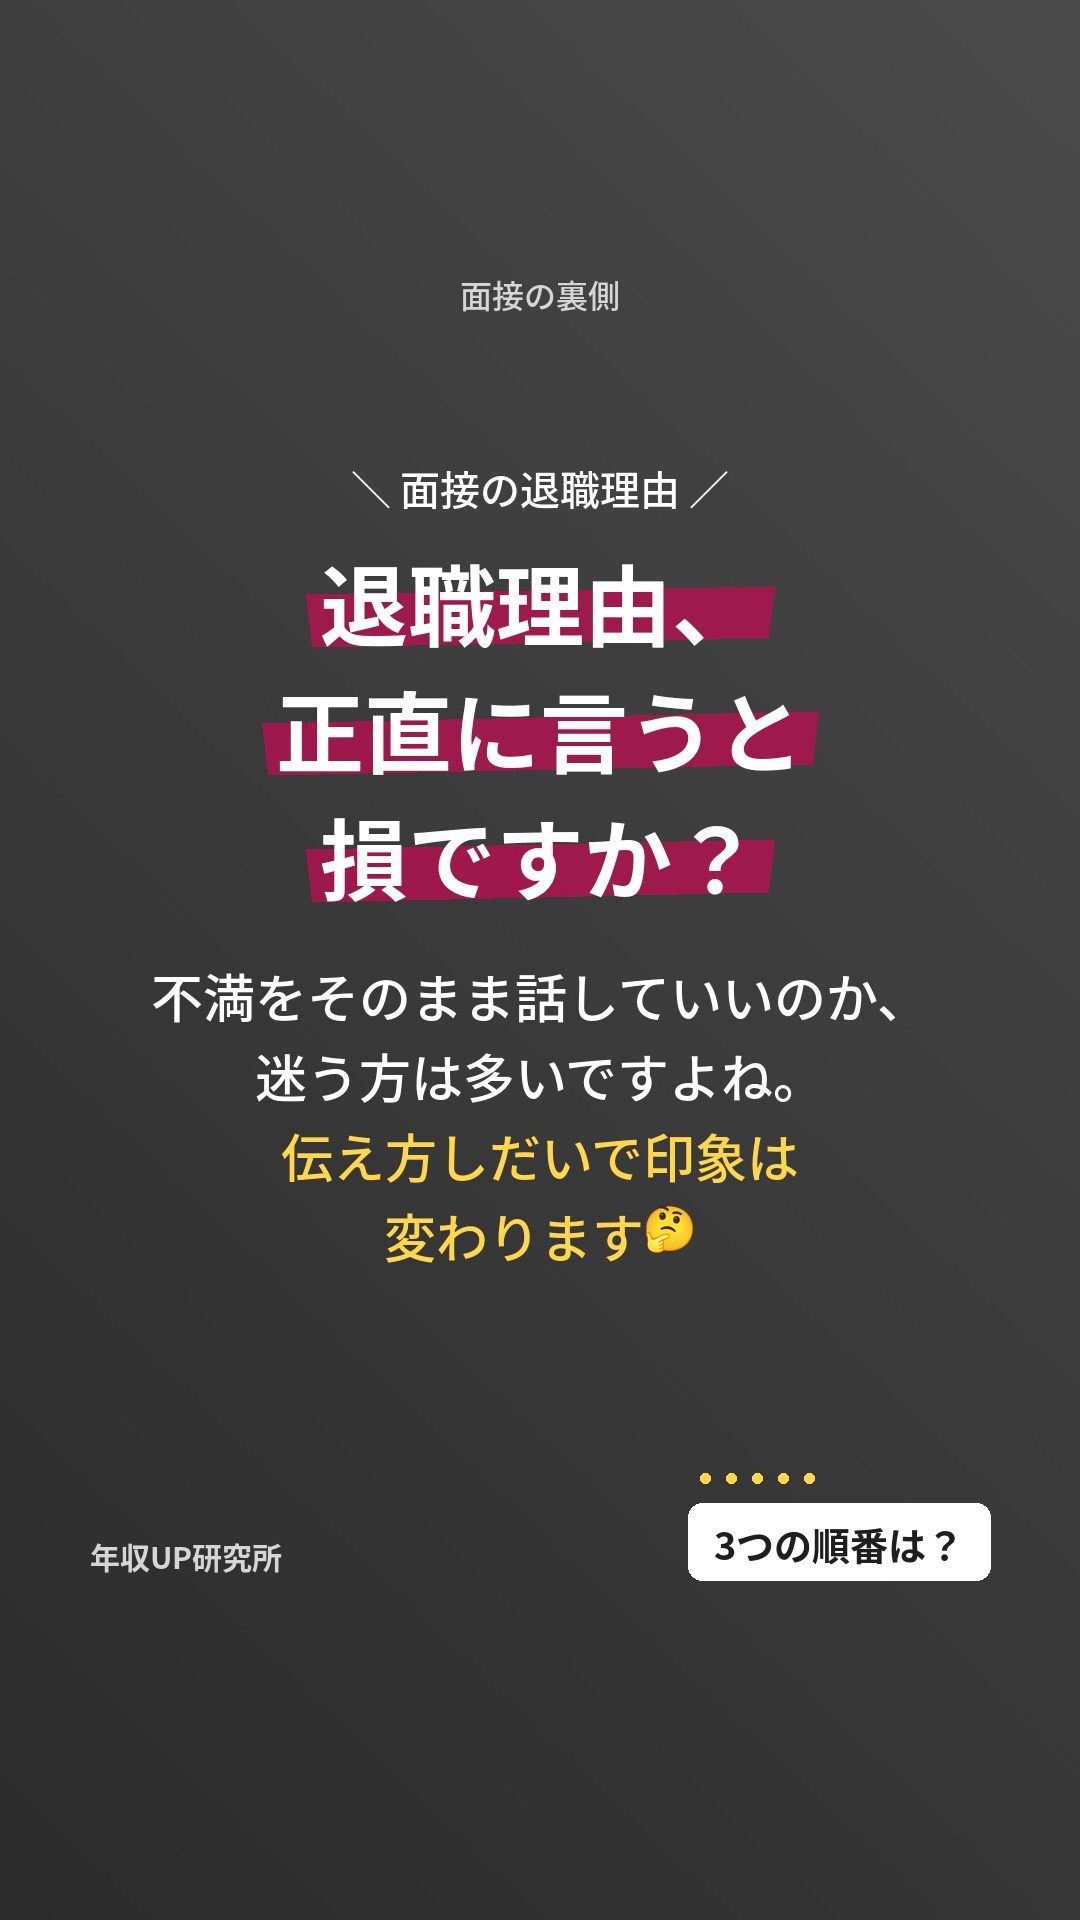 面接の裏側
＼ 面接の退職理由 ／
退職理由、
正直に言うと
損ですか？
不満をそのまま話していいのか、
迷う方は多いですよね。
伝え方しだいで印象は
変わります🤔
3つの順番は？
年収UP研究所